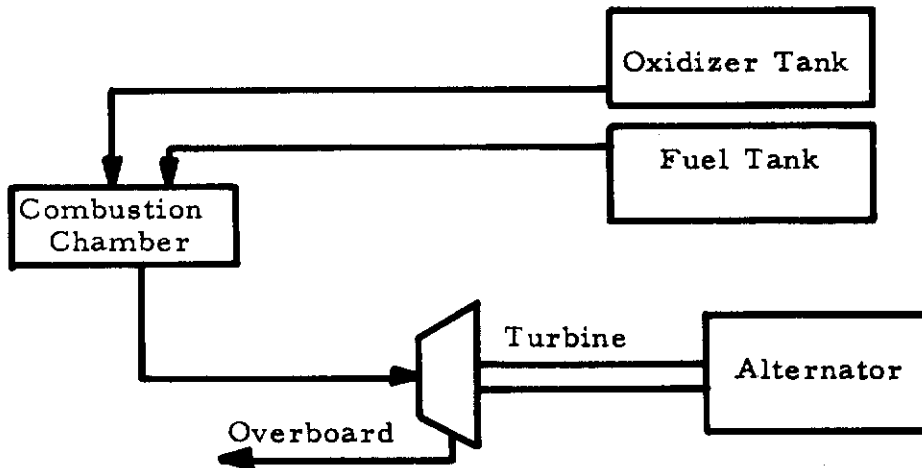 Oxidizer Tank
Fuel Tank
Combustion
Chamber
Turbine
Alternator
Overboard